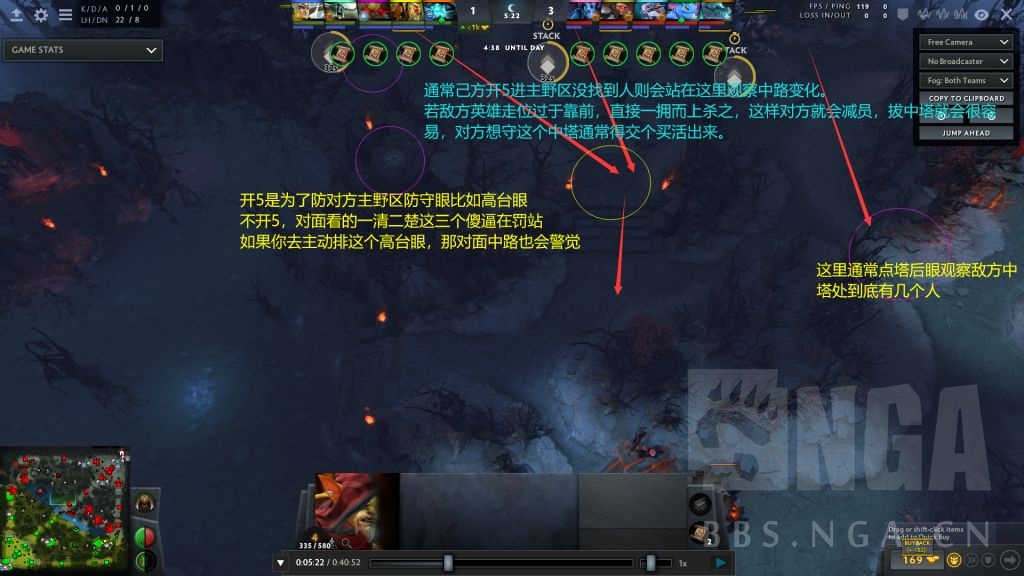 K/D/A 0/1/0
LH/DN 22/8
GAME STATS
1
5:22
3
<1k
STACK
4:38 UNTIL DAY
32s
32s
TACK
FPS / PING 119 0
LOSS IN/OUT 0 0
Free Camera
No Broadcaster
Fog: Both Teams
COPY TO CLIPBOARD
JUMP AHEAD
通常己方开5进主野区没找到人则会站在这里观察中路变化。
若敌方英雄走位过于靠前，直接一拥而上杀之，这样对方就会减员，拔中塔就会很容
易，对方想守这个中塔通常得交个买活出来。
开5是为了防对方主野区防守眼比如高台眼
不开5，对面看的一清二楚这三个傻逼在罚站
如果你去主动排这个高台眼，那对面中路也会警觉
这里通常点塔后眼观察敌方中
塔处到底有几个人
NGA
BBS.NGA.CN
335 / 580
2
Drag or shift-click items
to add to Quick Buy
BUYBACK
(+-182)
169
0:05:22 / 0:40:52
1x